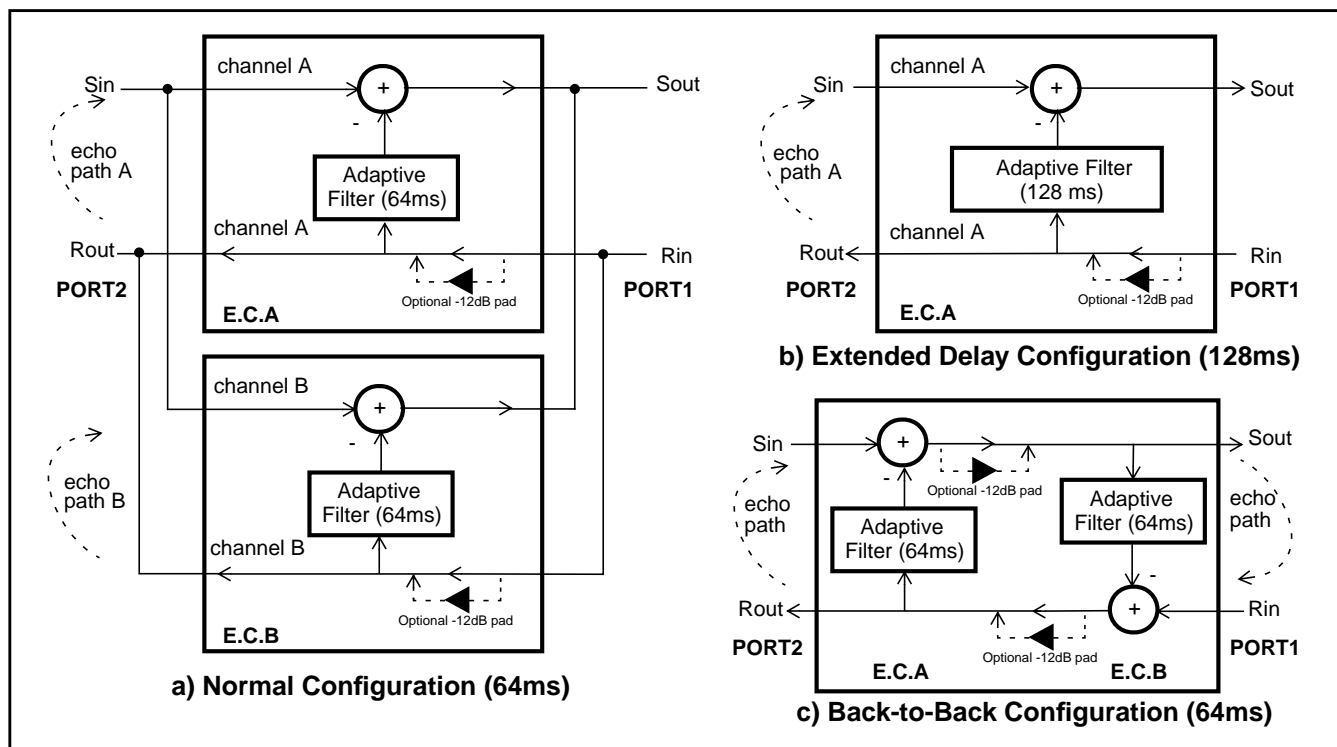 channel A
Sin
+
Sout
-
echo
path A
Adaptive
Filter (64ms)
channel A
Rout
Rin
PORT2
Optional -12dB pad
PORT1
E.C.A
channel B
+
-
echo
path B
Adaptive
Filter (64ms)
channel B
Optional -12dB pad
E.C.B
a) Normal Configuration (64ms)
channel A
Sin
+
Sout
-
echo
path A
Adaptive Filter
(128 ms)
channel A
Rout
Rin
PORT2
Optional -12dB pad
PORT1
E.C.A
b) Extended Delay Configuration (128ms)
Sin
+
Sout
-
Optional -12dB pad
echo
path
Adaptive
Filter (64ms)
Adaptive
Filter (64ms)
echo
path
-
Rout
+
Rin
PORT2
Optional -12dB pad
PORT1
E.C.A
E.C.B
c) Back-to-Back Configuration (64ms)